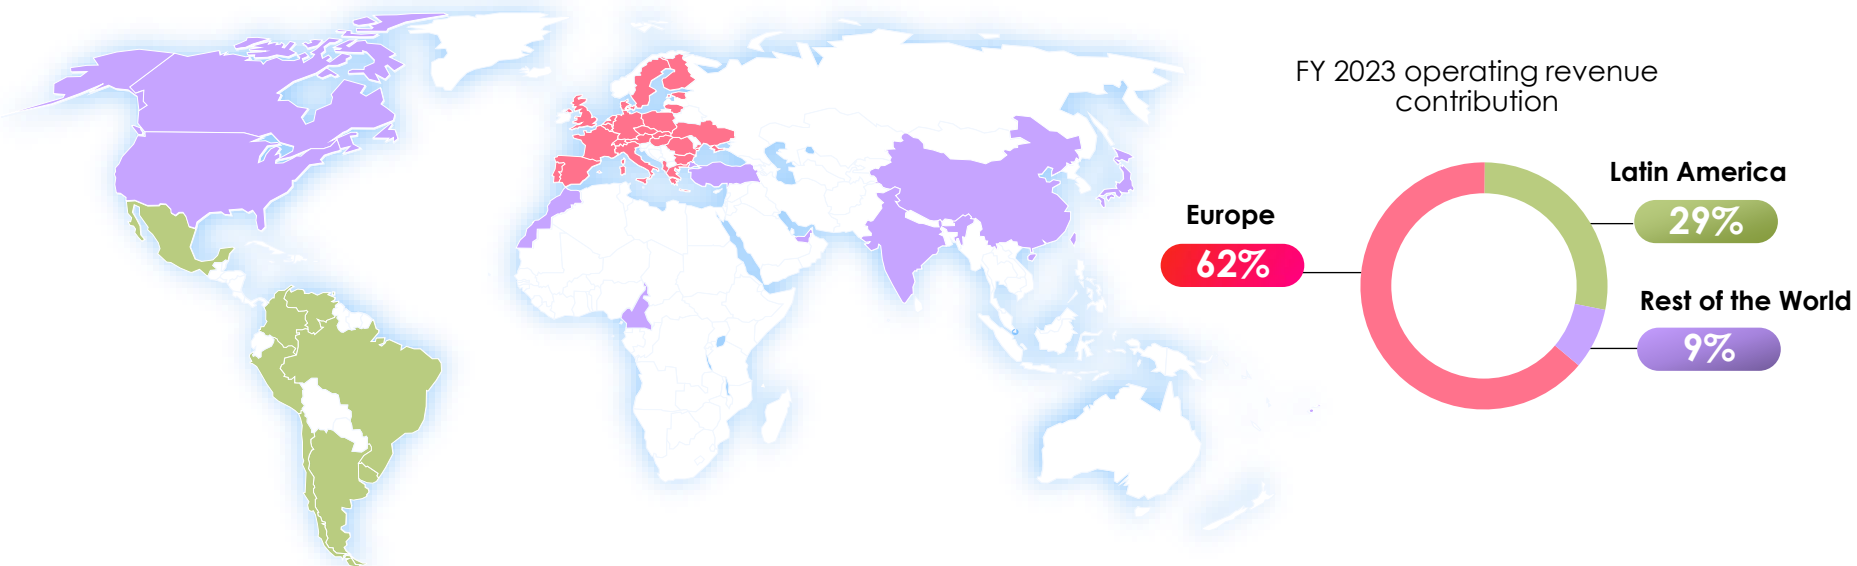 FY 2023 operating revenue
contribution
Latin America
29%
Europe
62%
Rest of the World
9%